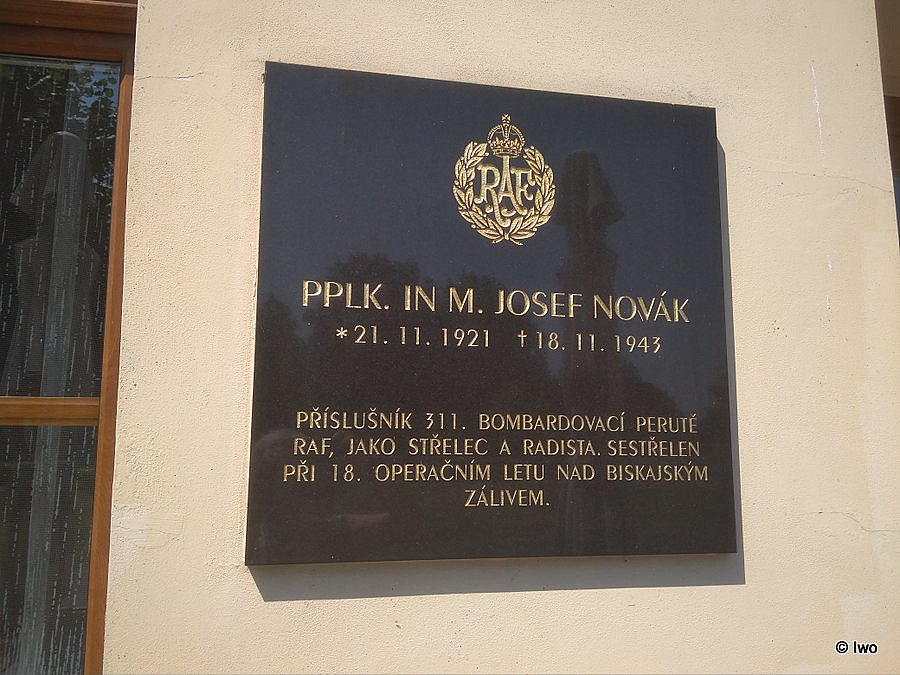 RAF
PPLK. IN M. JOSEF NOVÁK
*21. 11. 1921 †18. 11. 1943
PŘÍSLUŠNÍK 311. BOMBARDOVACÍ PERUTĚ
RAF, JAKO STŘELEC A RADISTA. SESTŘELEN
PŘI 18. OPERAČNÍM LETU NAD BISKAJSKÝM
ZÁLIVEM.
© Iwo